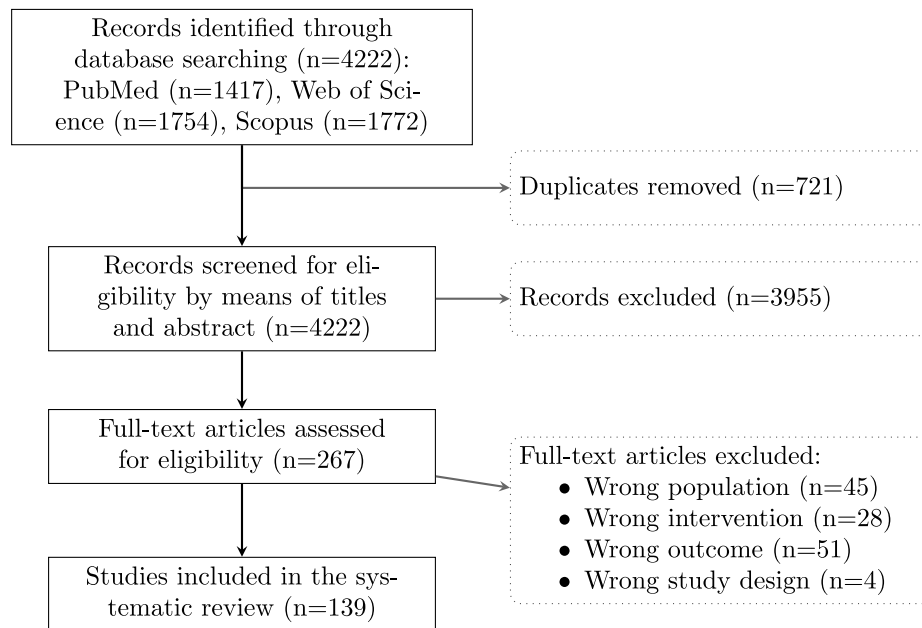 Records identified through
database searching (n=4222):
PubMed (n=1417), Web of Sci-
ence (n=1754), Scopus (n=1772)
Duplicates removed (n=721)
Records screened for eli-
gibility by means of titles
and abstract (n=4222)
Records excluded (n=3955)
Full-text articles assessed
for eligibility (n=267)
Full-text articles excluded:
• Wrong population (n=45)
• Wrong intervention (n=28)
• Wrong outcome (n=51)
• Wrong study design (n=4)
Studies included in the sys-
tematic review (n=139)